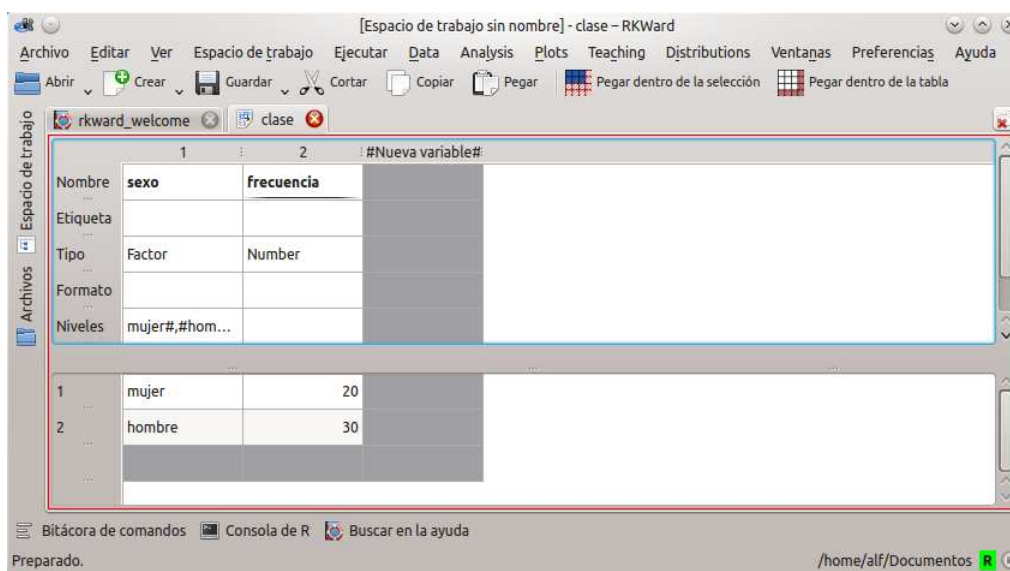 [Espacio de trabajo sin nombre] - clase – RKWard
Archivo Editar Ver Espacio de trabajo Ejecutar Data Analysis Plots Teaching Distributions Ventanas Preferencias Ayuda
Abrir Crear Guardar Cortar Copiar Pegar Pegar dentro de la selección Pegar dentro de la tabla
Espacio de trabajo
Archivos
rkward_welcome clase
1 2 #Nueva variable#
Nombre sexo frecuencia
...
Etiqueta
...
Tipo Factor Number
...
Formato
...
Niveles mujer#,#hom...
...
... ... ...
1 mujer 20
...
2 hombre 30
...
...
Bitácora de comandos Consola de R Buscar en la ayuda
Preparado. /home/alf/Documentos R